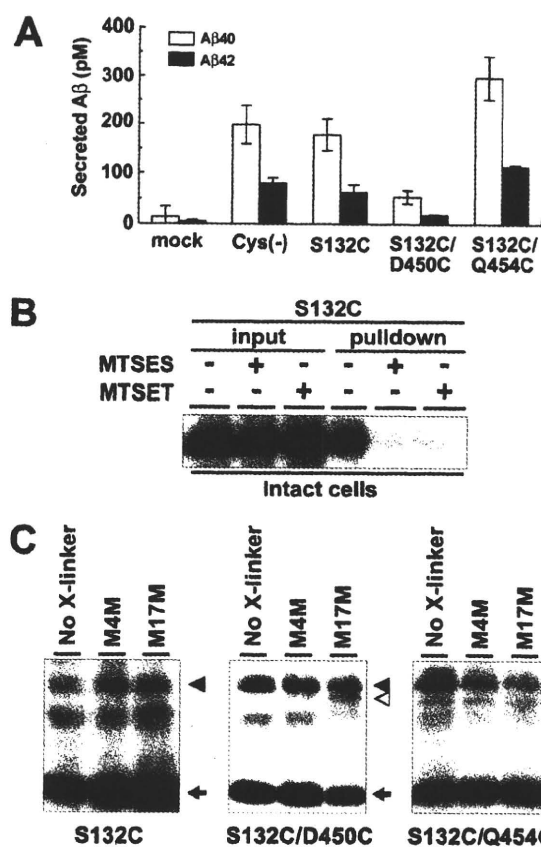 A
Aβ40
Aβ42
Secreted Aβ (pM)
400
300
200
100
0
mock
Cys(-)
S132C
S132C/
D450C
S132C/
Q454C
B
S132C
input
pulldown
MTSES - + - - + -
MTSET - - + - - +
Intact cells
C
No X-linker
M4M
M17M
No X-linker
M4M
M17M
No X-linker
M4M
M17M
S132C
S132C/D450C
S132C/Q454C